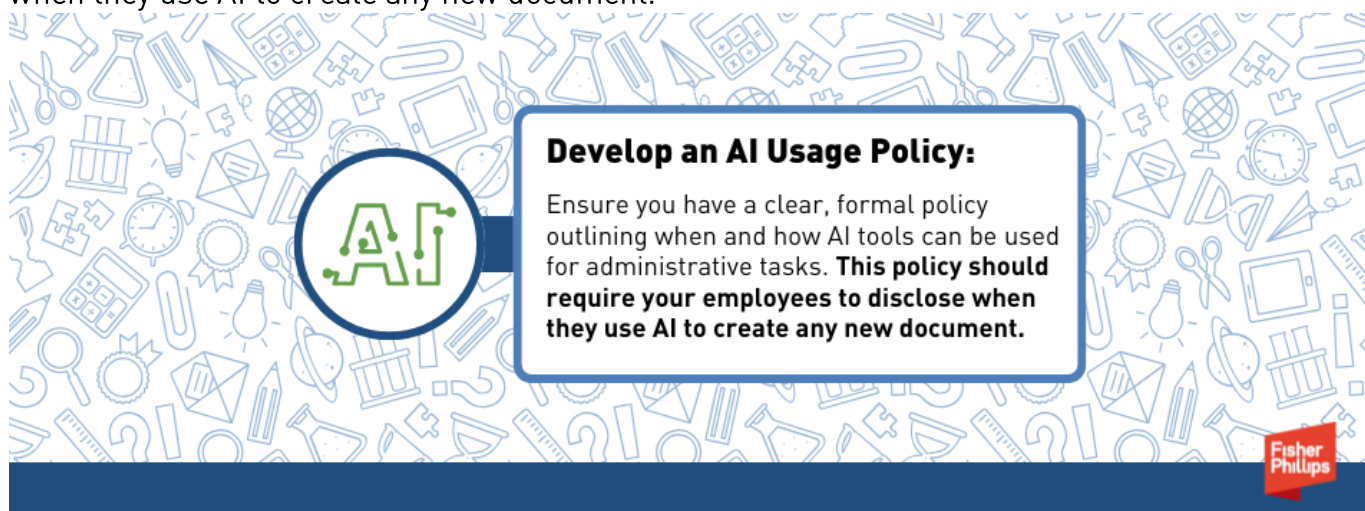 when they use AI to create any new document.
AI
Develop an AI Usage Policy:
Ensure you have a clear, formal policy
outlining when and how AI tools can be used
for administrative tasks. This policy should
require your employees to disclose when
they use AI to create any new document.
Fisher
Phillips